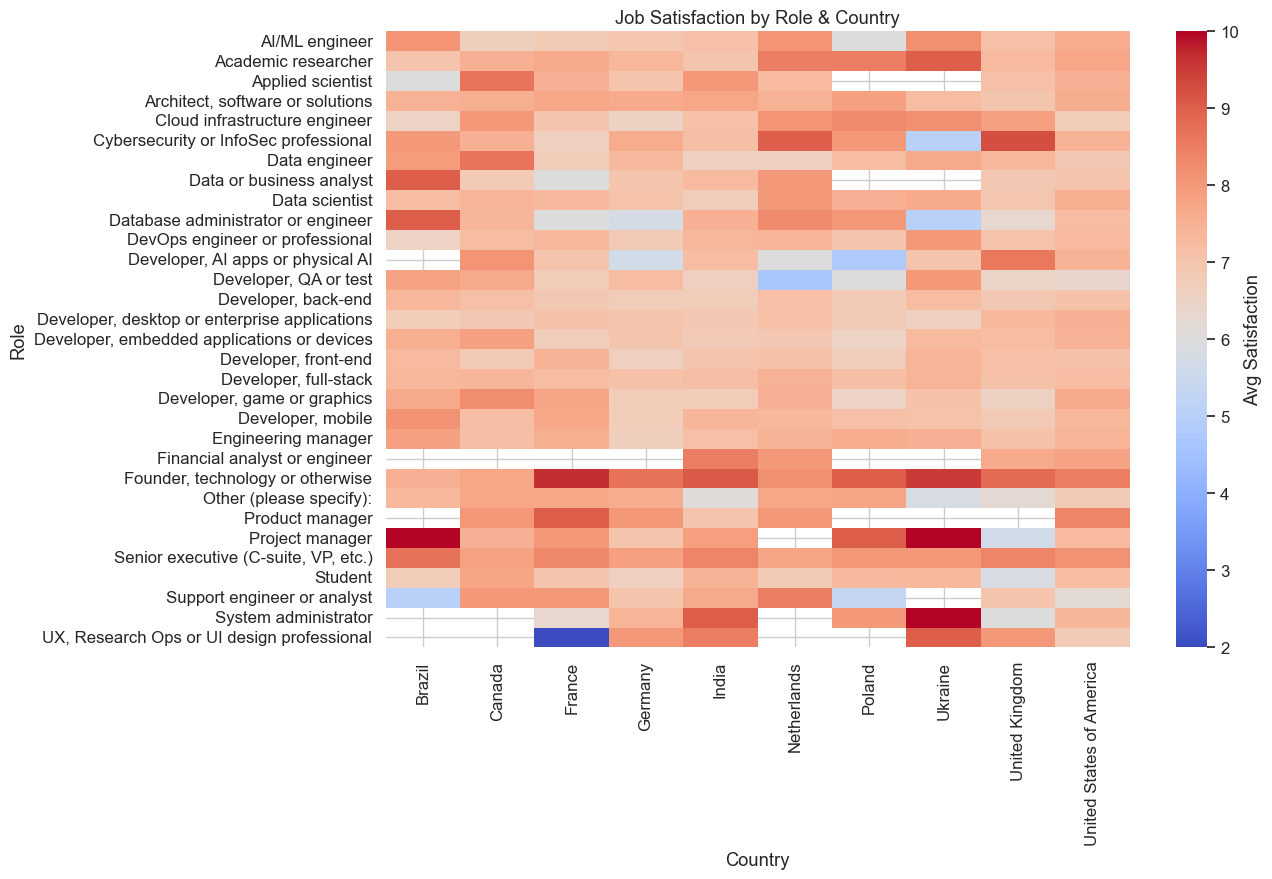 Job Satisfaction by Role & Country
Role
AI/ML engineer
Academic researcher
Applied scientist
Architect, software or solutions
Cloud infrastructure engineer
Cybersecurity or InfoSec professional
Data engineer
Data or business analyst
Data scientist
Database administrator or engineer
DevOps engineer or professional
Developer, AI apps or physical AI
Developer, QA or test
Developer, back-end
Developer, desktop or enterprise applications
Developer, embedded applications or devices
Developer, front-end
Developer, full-stack
Developer, game or graphics
Developer, mobile
Engineering manager
Financial analyst or engineer
Founder, technology or otherwise
Other (please specify):
Product manager
Project manager
Senior executive (C-suite, VP, etc.)
Student
Support engineer or analyst
System administrator
UX, Research Ops or UI design professional
Brazil
Canada
France
Germany
India
Netherlands
Poland
Ukraine
United Kingdom
United States of America
Country
10
9
8
7
6
5
4
3
2
Avg Satisfaction